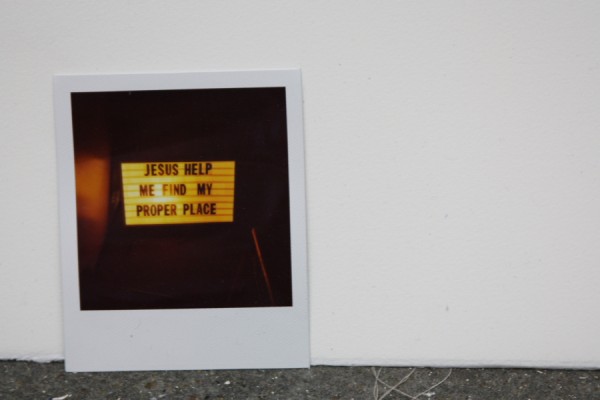 JESUS HELP
ME FIND MY
PROPER PLACE